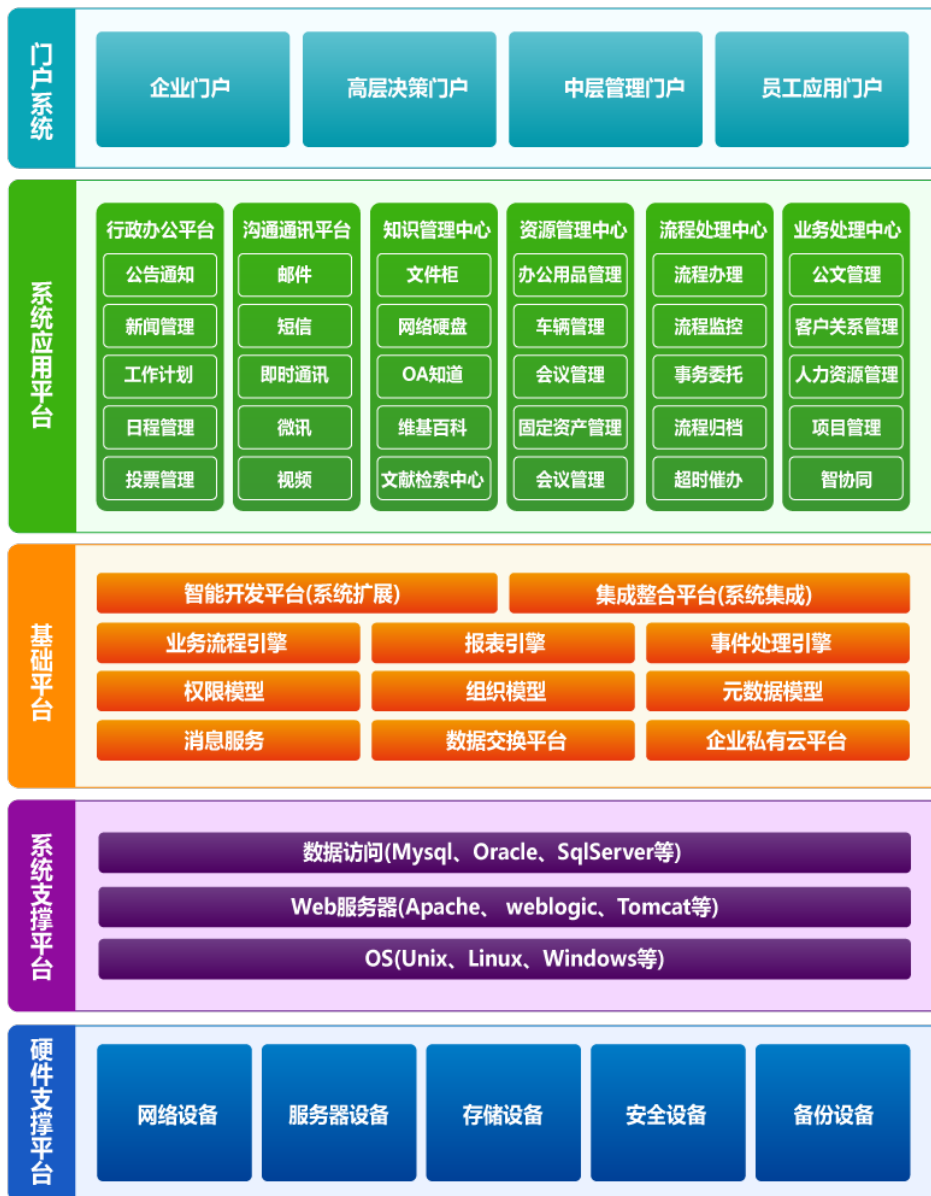 门户系统
企业门户
高层决策门户
中层管理门户
员工应用门户
系统应用平台
行政办公平台
公告通知
新闻管理
工作计划
日程管理
投票管理
沟通通讯平台
邮件
短信
即时通讯
微讯
视频
知识管理中心
文件柜
网络硬盘
OA知道
维基百科
文献检索中心
资源管理中心
办公用品管理
车辆管理
会议管理
固定资产管理
会议管理
流程处理中心
流程办理
流程监控
事务委托
流程归档
超时催办
业务处理中心
公文管理
客户关系管理
人力资源管理
项目管理
智协同
基础平台
智能开发平台(系统扩展)
集成整合平台(系统集成)
业务流程引擎
报表引擎
事件处理引擎
权限模型
组织模型
元数据模型
消息服务
数据交换平台
企业私有云平台
系统支撑平台
数据访问(Mysql、Oracle、SqlServer等)
Web服务器(Apache、 weblogic、Tomcat等)
OS(Unix、Linux、Windows等)
硬件支撑平台
网络设备
服务器设备
存储设备
安全设备
备份设备